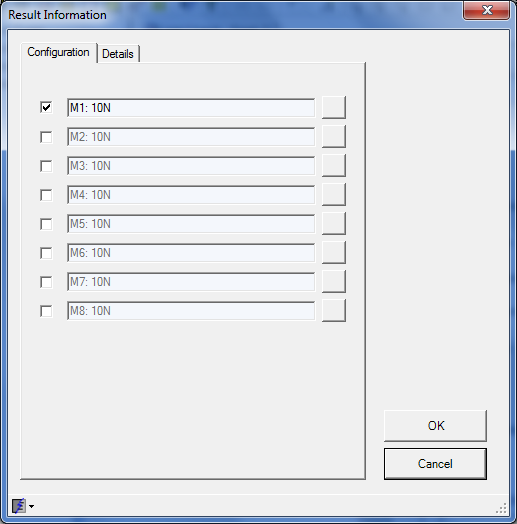 Result Information
Configuration Details
M1: 10N
M2: 10N
M3: 10N
M4: 10N
M5: 10N
M6: 10N
M7: 10N
M8: 10N
OK
Cancel